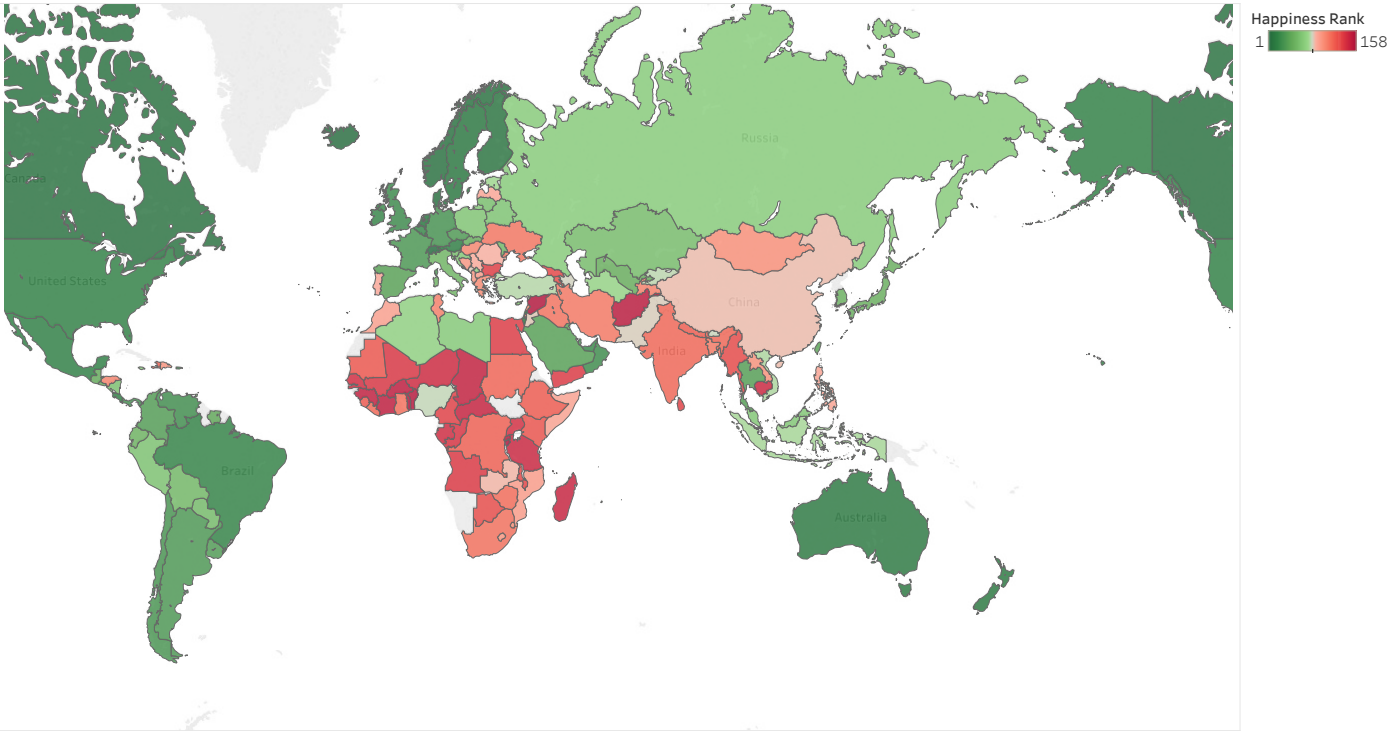 Happiness Rank
1 158
Russia
Canada
United States
China
India
Brazil
Australia